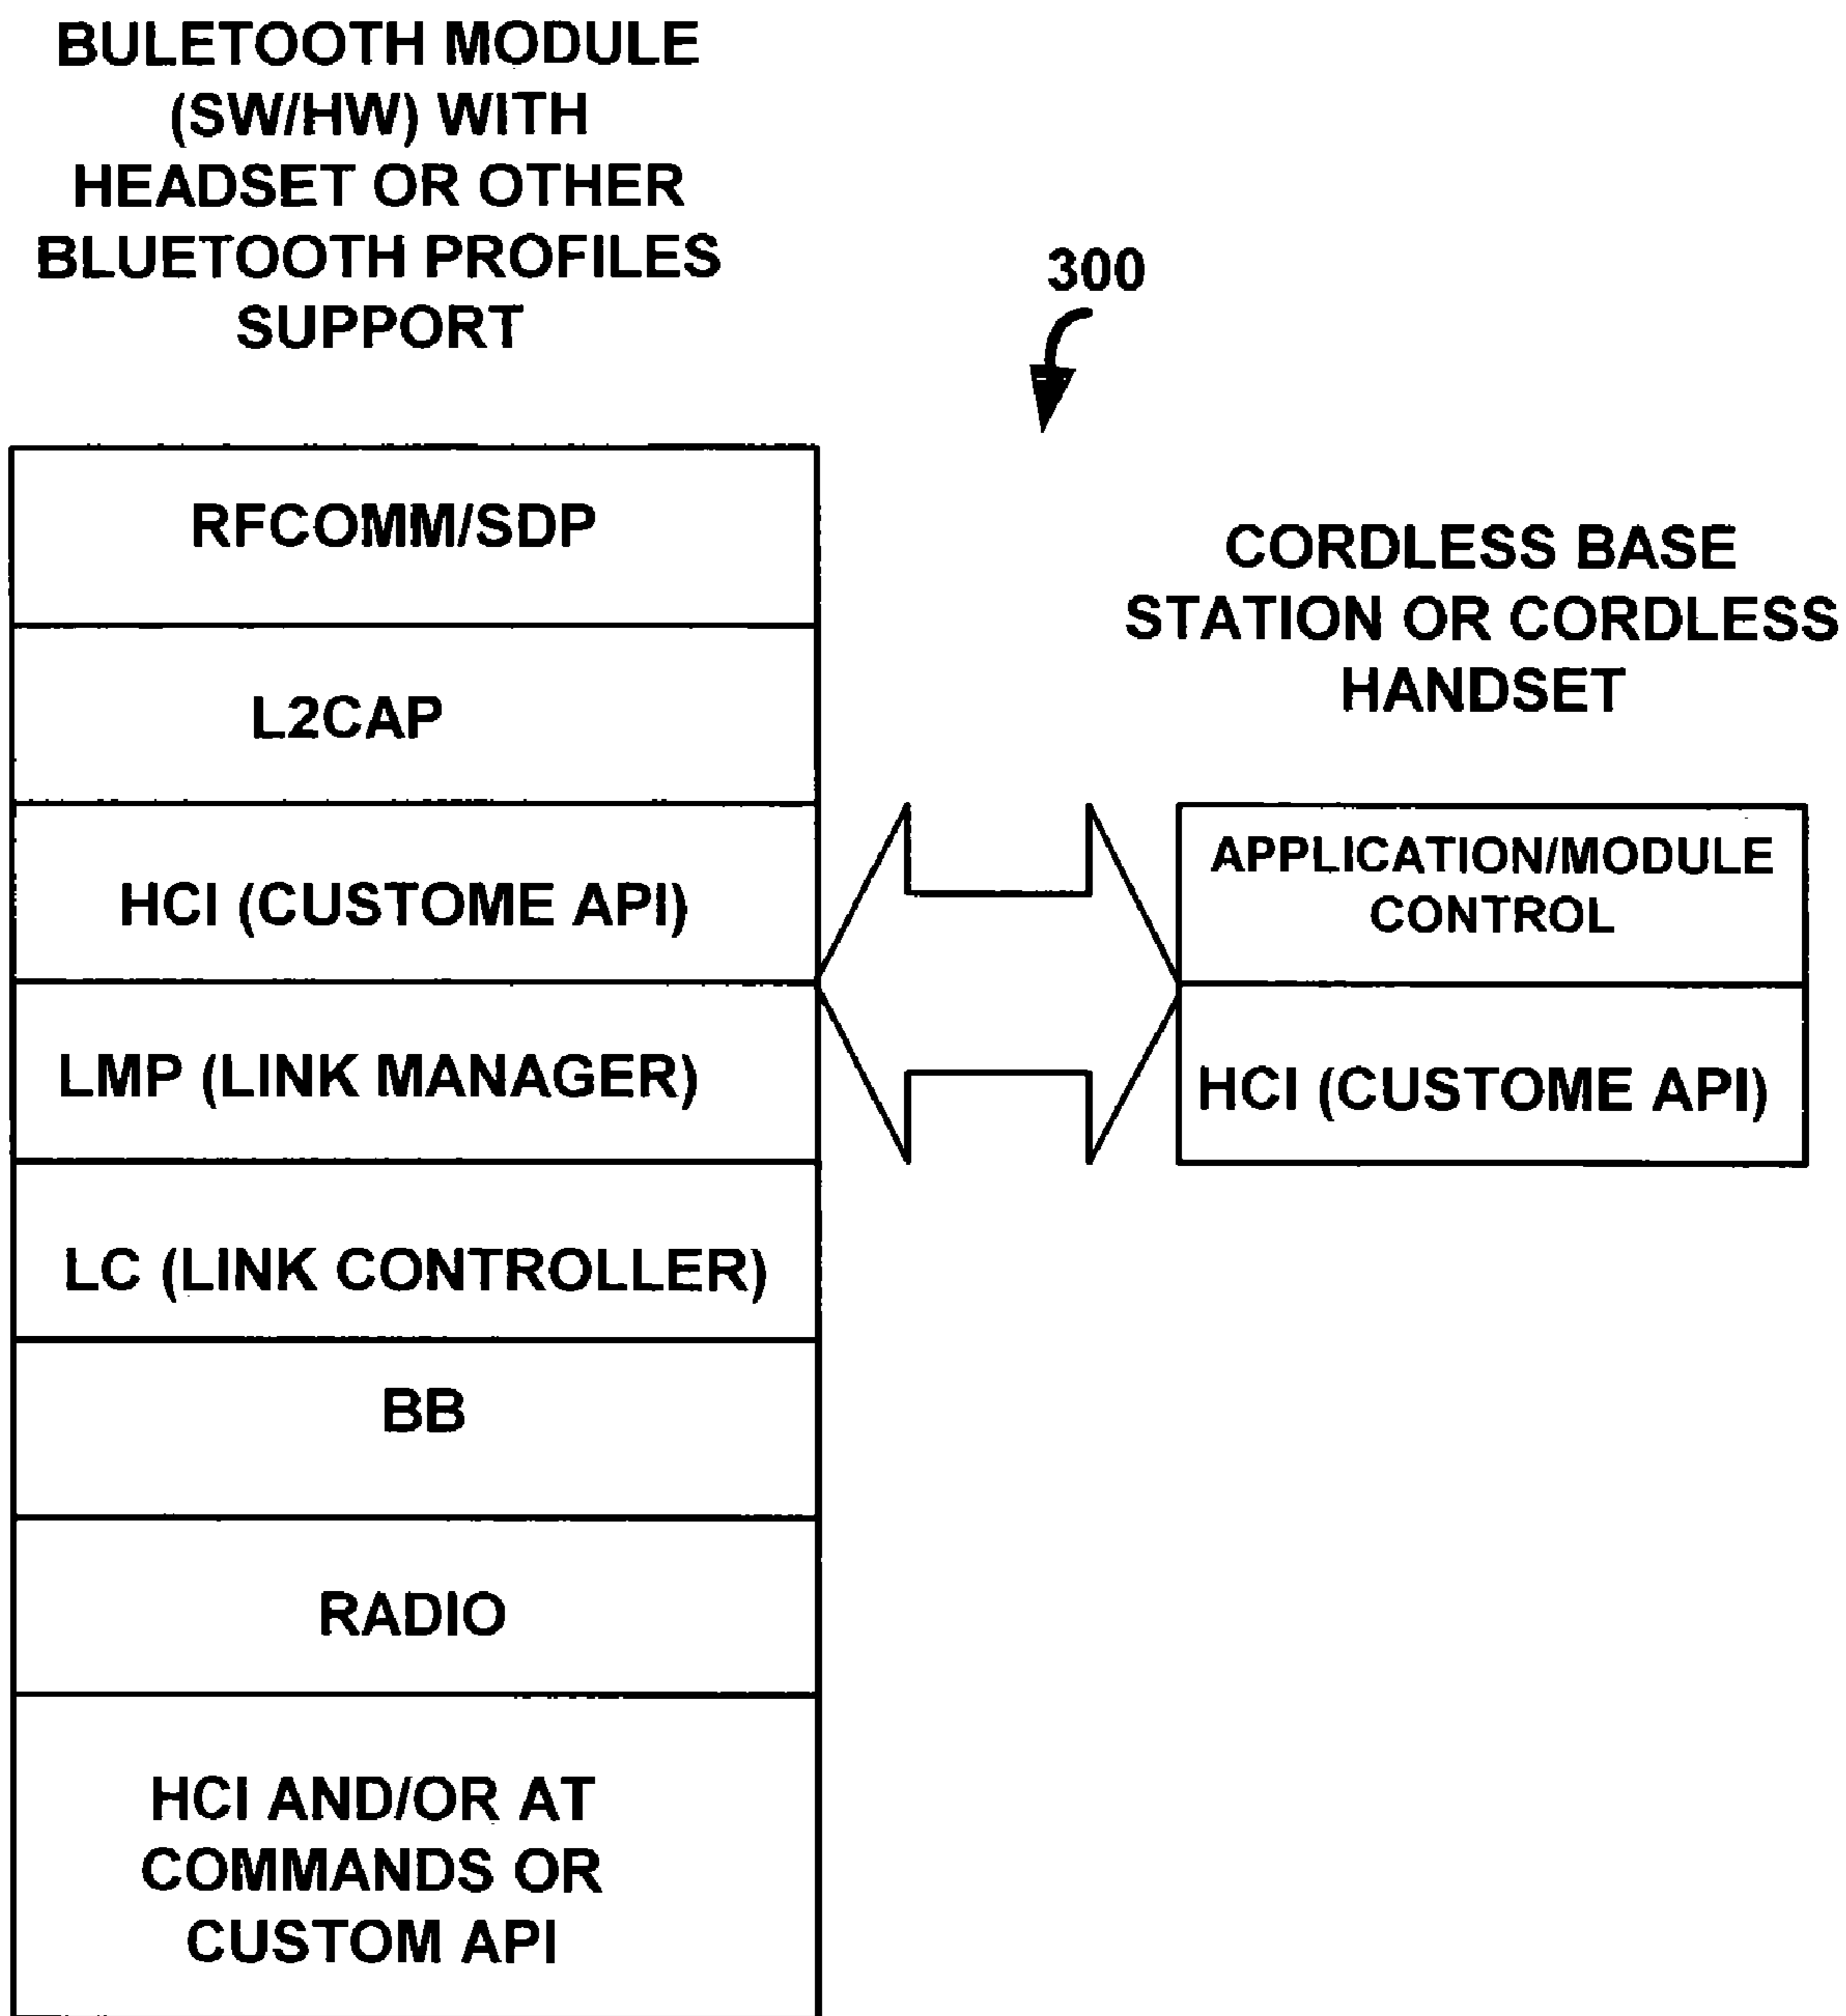 BULETOOTH MODULE
(SW/HW) WITH
HEADSET OR OTHER
BLUETOOTH PROFILES
SUPPORT
300
RFCOMM/SDP
L2CAP
HCI (CUSTOME API)
LMP (LINK MANAGER)
LC (LINK CONTROLLER)
BB
RADIO
HCI AND/OR AT
COMMANDS OR
CUSTOM API
CORDLESS BASE
STATION OR CORDLESS
HANDSET
APPLICATION/MODULE
CONTROL
HCI (CUSTOME API)